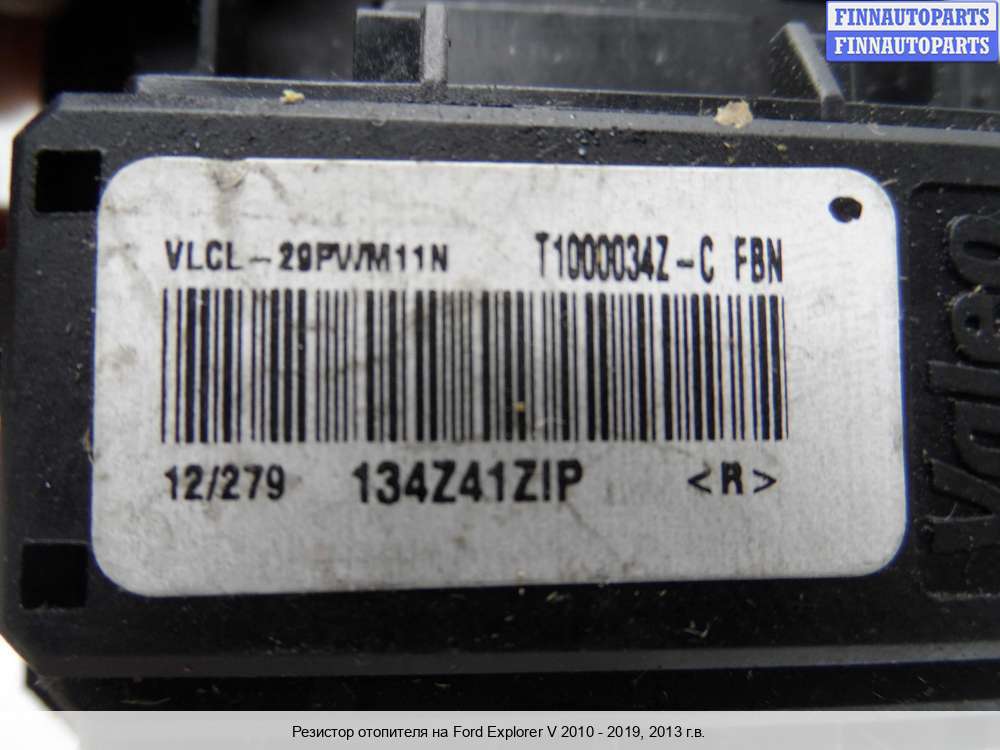 FINNAUTOPARTS
FINNAUTOPARTS
VLCL-29PV/M11N T1000034Z-C FBN
12/279 134Z41ZIP <R>
Valeo
Резистор отопителя на Ford Explorer V 2010 - 2019, 2013 г.в.